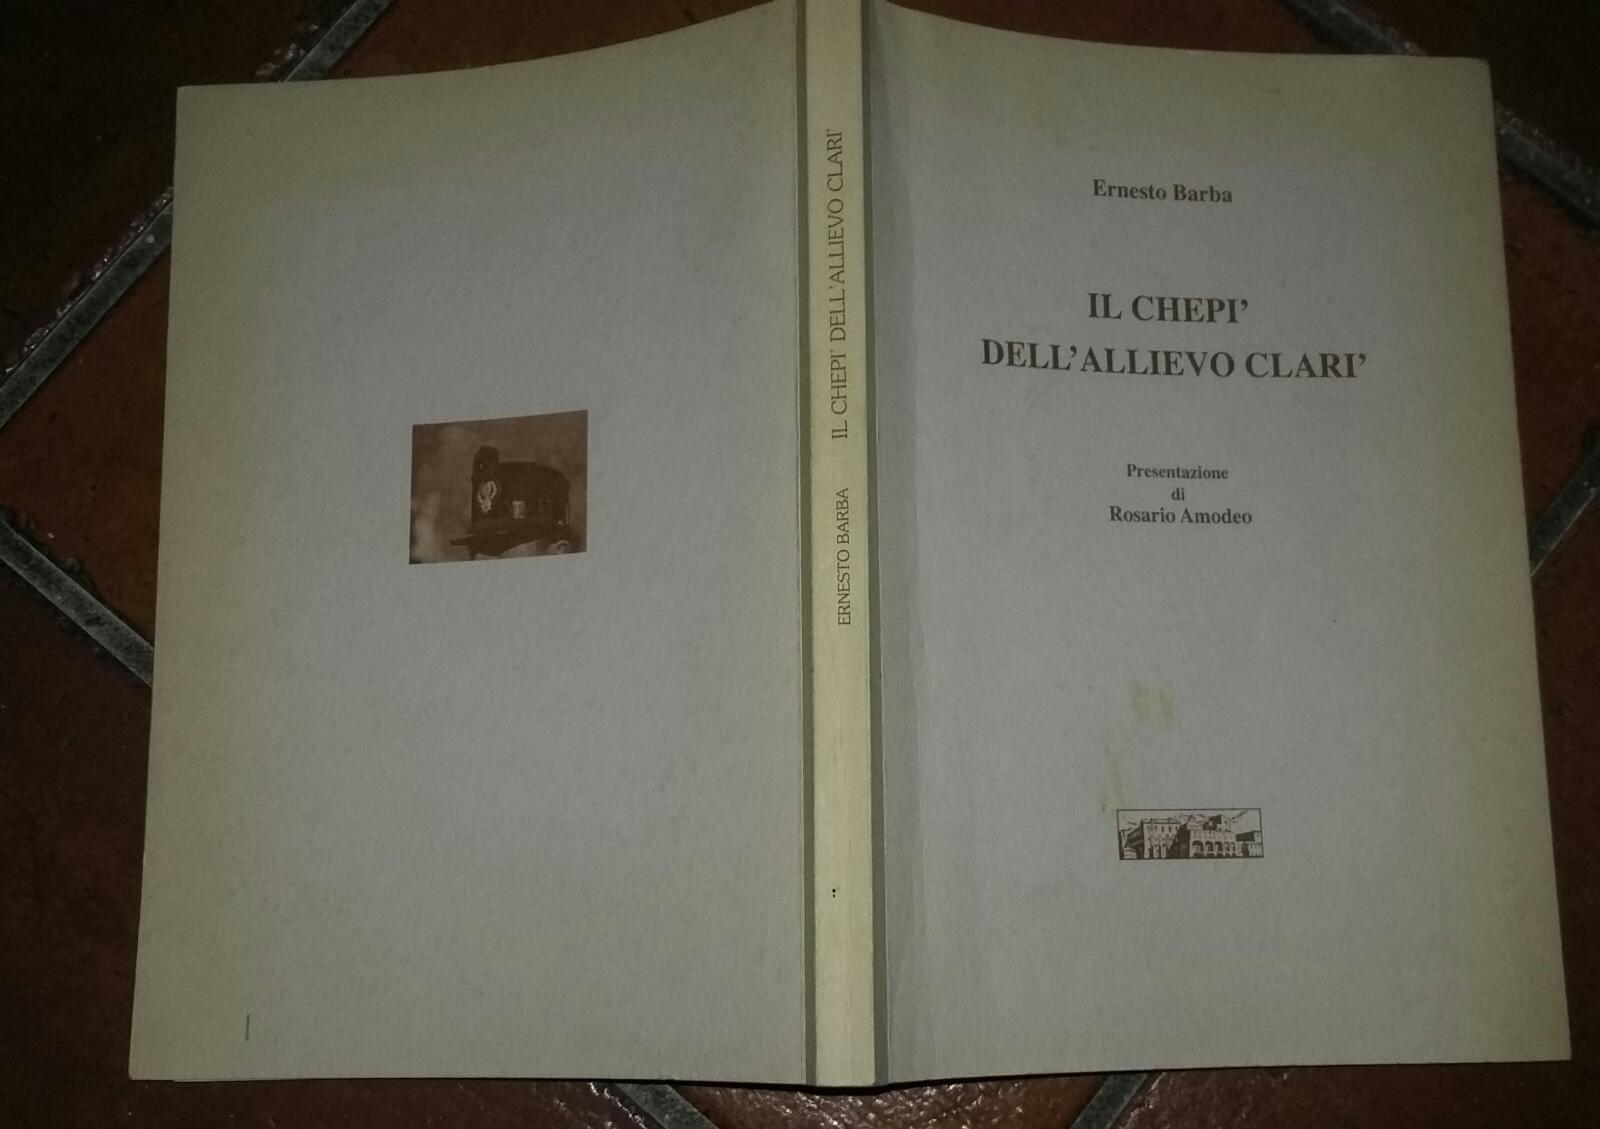 Ernesto Barba
IL CHEPI'
DELL'ALLIEVO CLARI'
Presentazione
di
Rosario Amodeo
ERNESTO BARBA IL CHEPI' DELL'ALLIEVO CLARI'